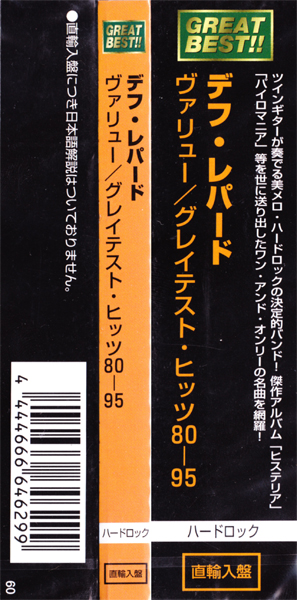 GREAT
BEST!!
ツインギターが奏でる美メロ・ハードロックの決定的バンド！傑作アルバム「ヒステリア」
「パイロマニア」等を世に送り出したワン・アンド・オンリーの名曲を網羅！
デフ・レパード
ヴァリュー／グレイテスト・ヒッツ80—95
ハードロック
直輸入盤
GREAT
BEST!!
デフ・レパード
ヴァリュー／グレイテスト・ヒッツ80—95
ハードロック
直輸入盤
●直輸入盤につき日本語解説はついておりません。
4444666646299
60